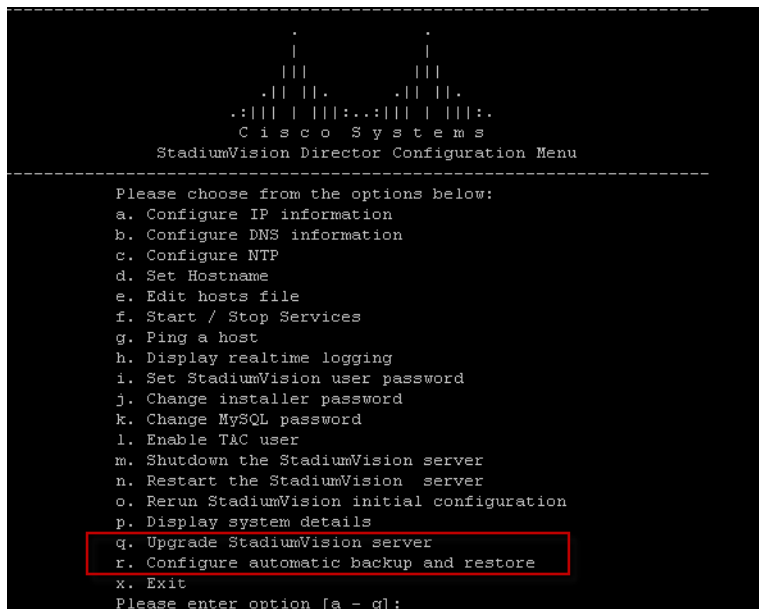 Cisco Systems
StadiumVision Director Configuration Menu
Please choose from the options below:
a. Configure IP information
b. Configure DNS information
c. Configure NTP
d. Set Hostname
e. Edit hosts file
f. Start / Stop Services
g. Ping a host
h. Display realtime logging
i. Set StadiumVision user password
j. Change installer password
k. Change MySQL password
l. Enable TAC user
m. Shutdown the StadiumVision server
n. Restart the StadiumVision  server
o. Rerun StadiumVision initial configuration
p. Display system details
q. Upgrade StadiumVision server
r. Configure automatic backup and restore
x. Exit
Please enter option [a - q]: